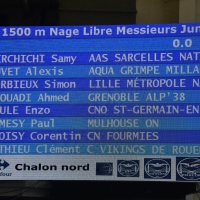 1500 m Nage Libre Messieurs Jun
0.0
ERCHICHI Samy AAS SARCELLES NAT
VET Alexis AQUA GRIMPE MILLA
RBIEUX Simon LILLE MÉTROPOLE N
OUADI Ahmed GRENOBLE ALP'38
ULE Enzo CNO ST-GERMAIN-EN
MESY Paul MULHOUSE ON
OISY Corentin CN FOURMIES
THIEU Clément C VIKINGS DE ROUE
Chalon nord